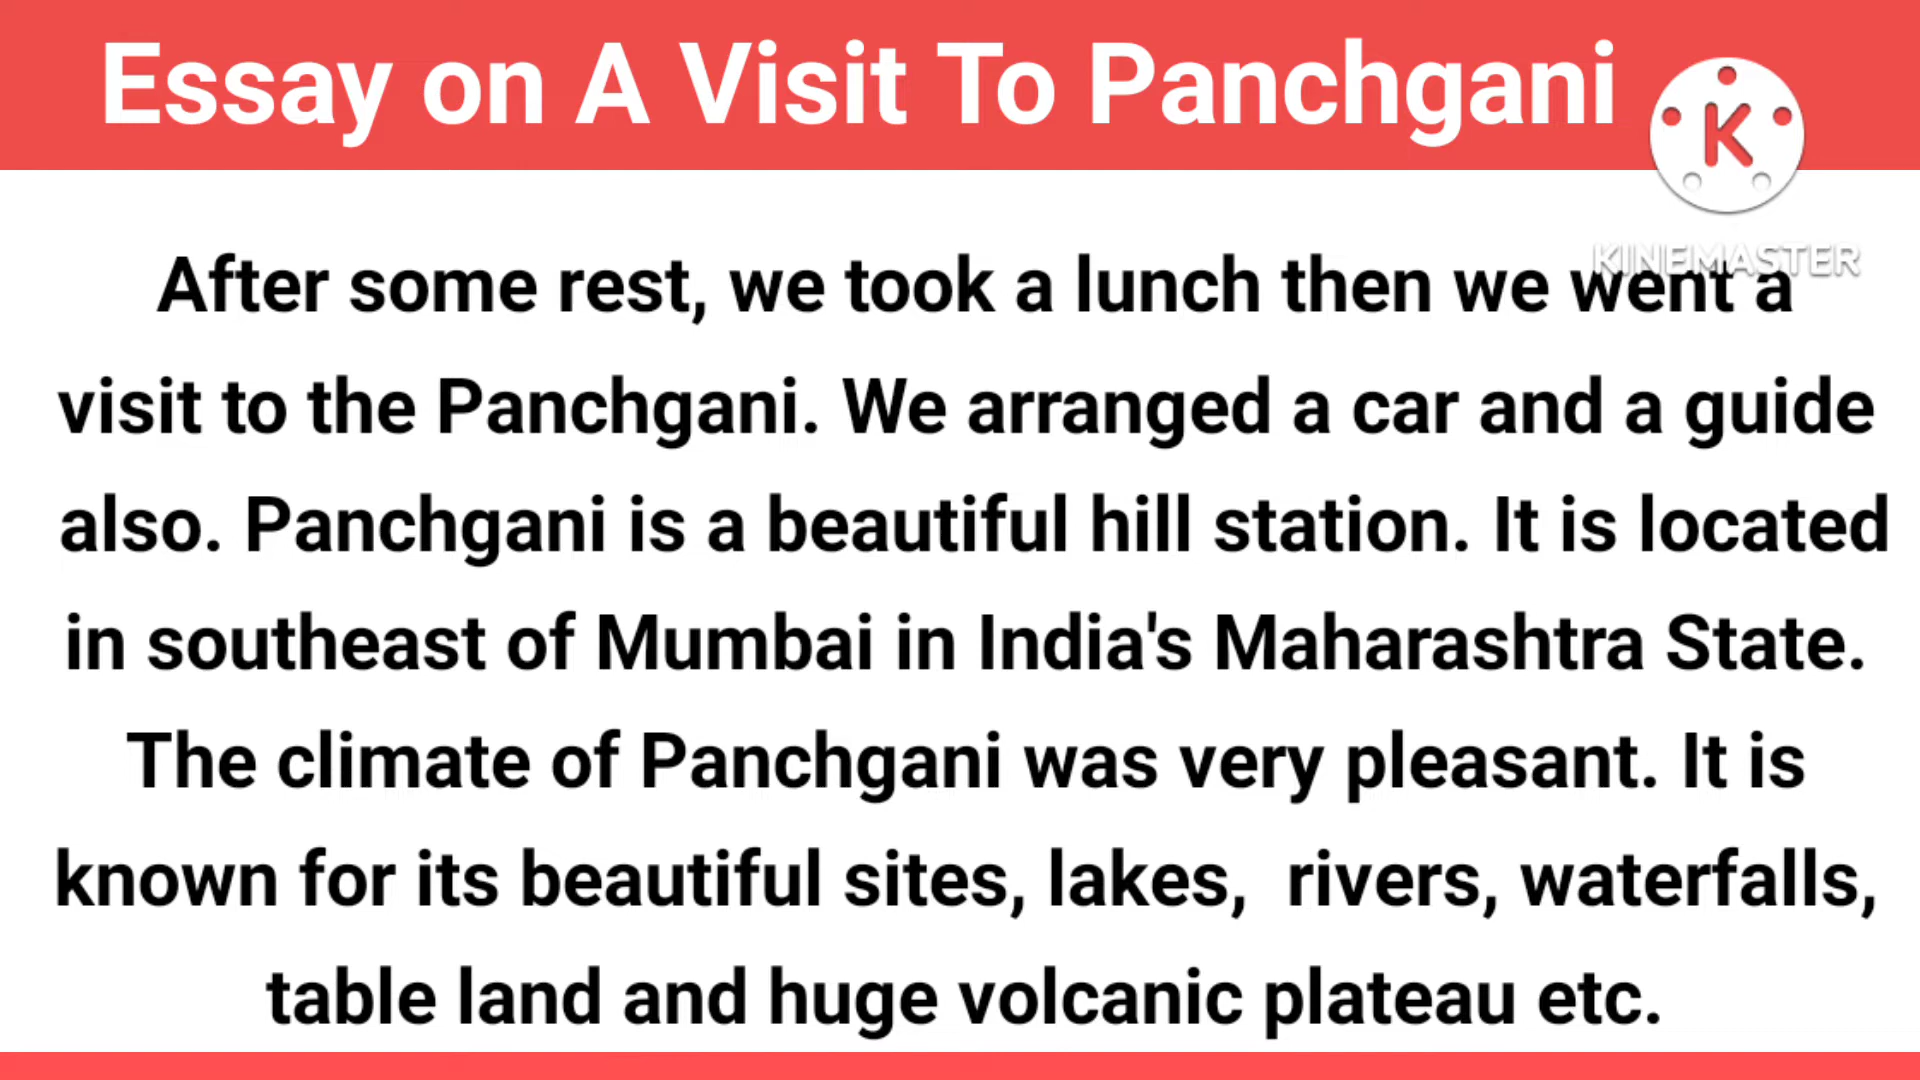 Essay on A Visit To Panchgani
K
KINEMASTER
After some rest, we took a lunch then we went a
visit to the Panchgani. We arranged a car and a guide
also. Panchgani is a beautiful hill station. It is located
in southeast of Mumbai in India's Maharashtra State.
The climate of Panchgani was very pleasant. It is
known for its beautiful sites, lakes,  rivers, waterfalls,
table land and huge volcanic plateau etc.